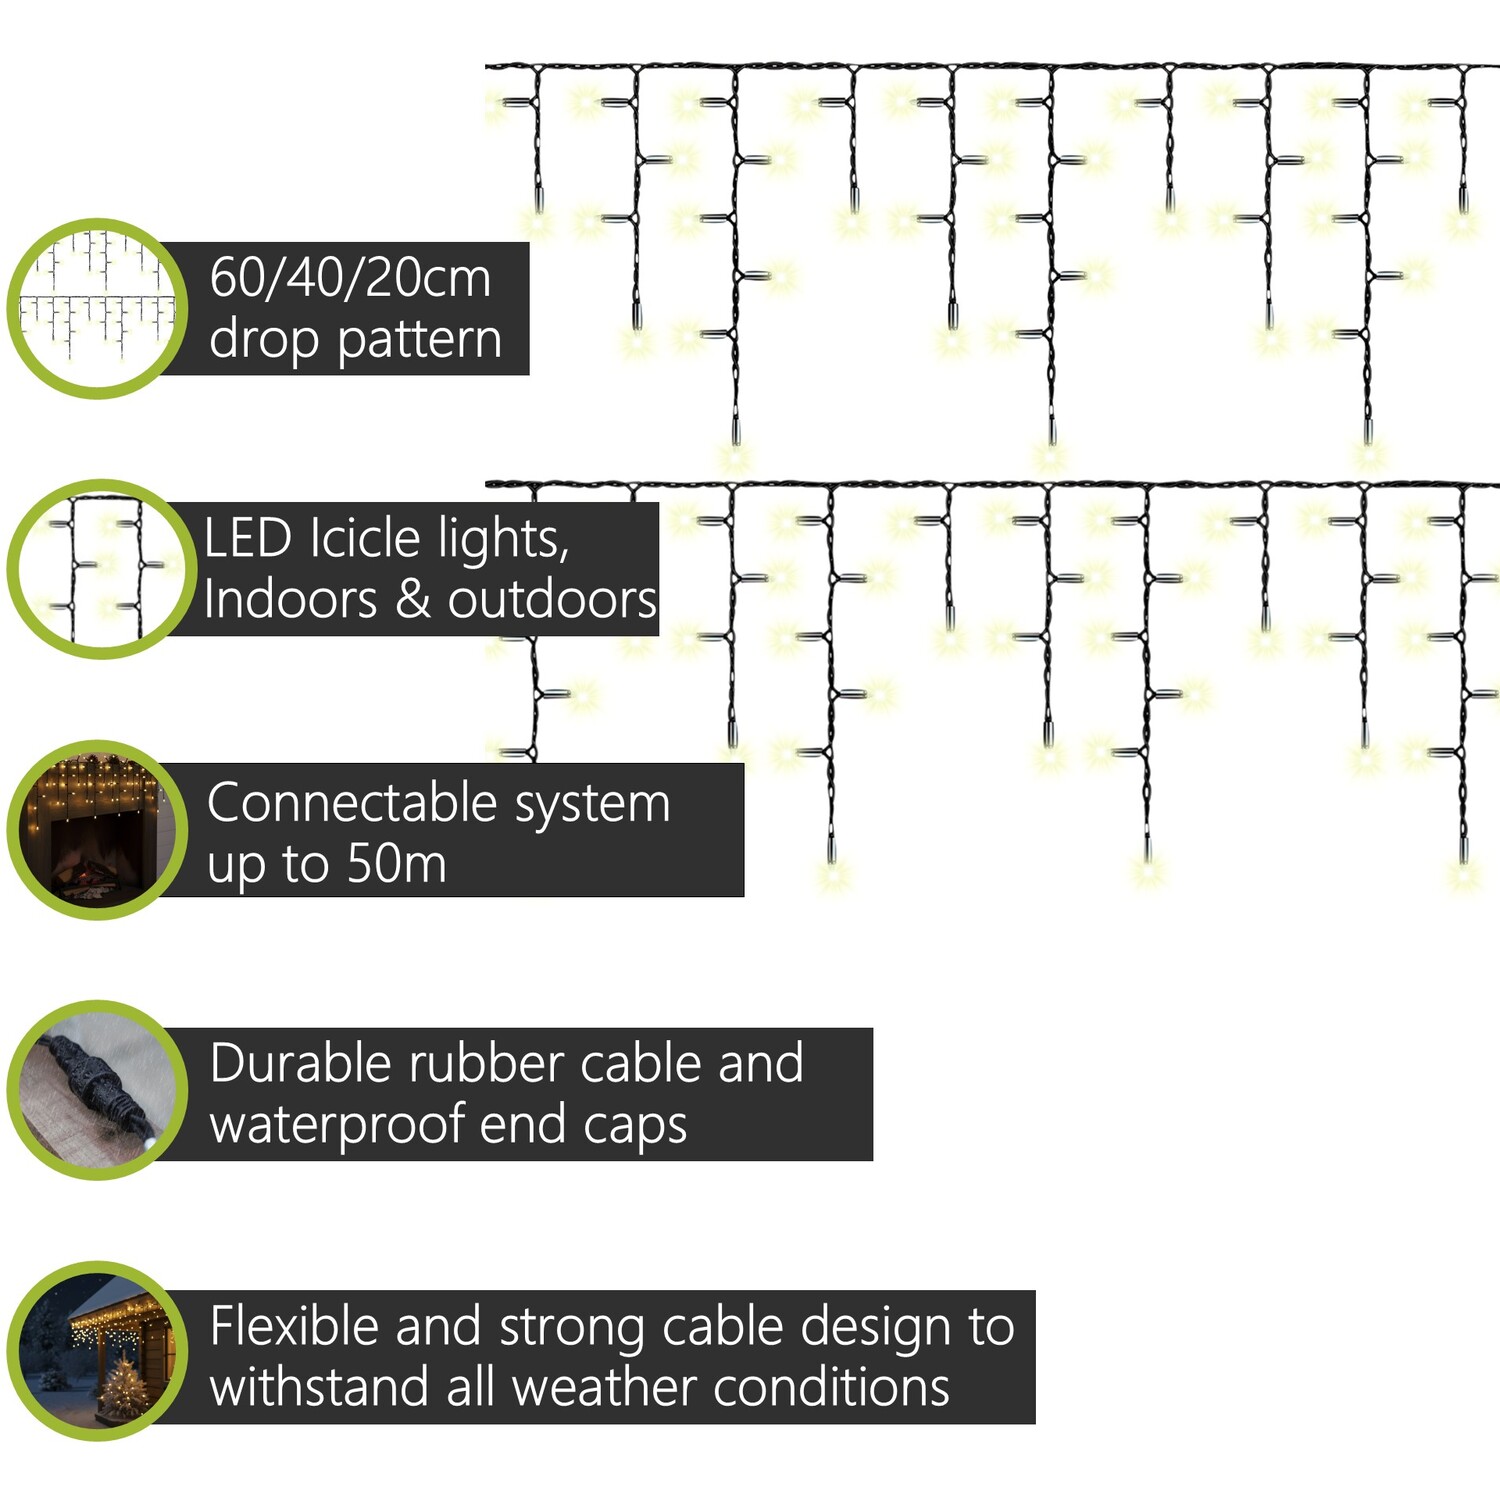 60/40/20cm
drop pattern
LED Icicle lights,
Indoors & outdoors
Connectable system
up to 50m
Durable rubber cable and
waterproof end caps
Flexible and strong cable design to
withstand all weather conditions